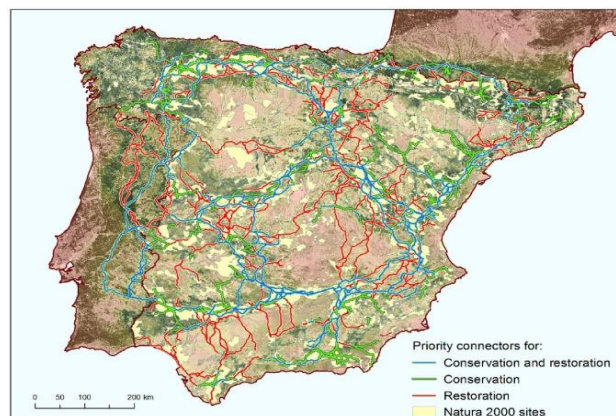 Priority connectors for:
Conservation and restoration
Conservation
Restoration
Natura 2000 sites
0 50 100 200 km